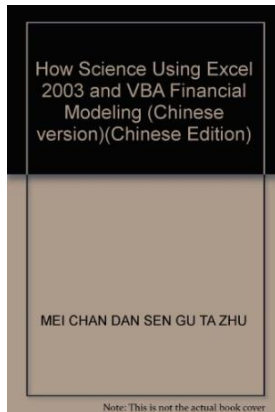 How Science Using Excel
2003 and VBA Financial
Modeling (Chinese
version)(Chinese Edition)
MEI CHAN DAN SEN GU TA ZHU
Note: This is not the actual book cover